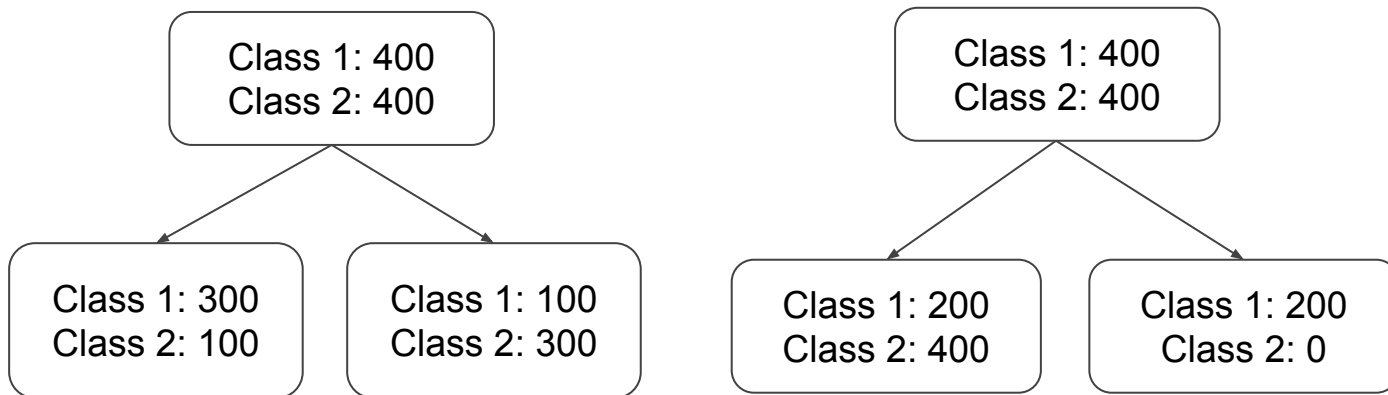 Class 1: 400
Class 2: 400
Class 1: 300
Class 2: 100
Class 1: 100
Class 2: 300
Class 1: 400
Class 2: 400
Class 1: 200
Class 2: 400
Class 1: 200
Class 2: 0